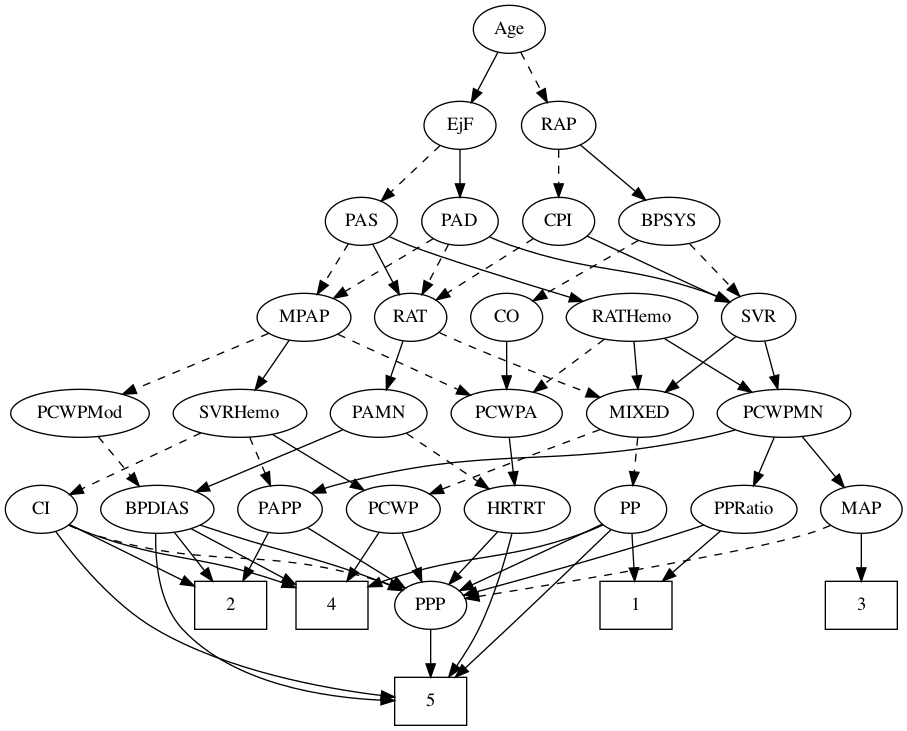 Age
EjF
RAP
PAS
PAD
CPI
BPSYS
MPAP
RAT
CO
RATHemo
SVR
PCWPMod
SVRHemo
PAMN
PCWPA
MIXED
PCWPMN
CI
BPDIAS
PAPP
PCWP
HRTRT
PP
PPRatio
MAP
2
4
PPP
1
3
5